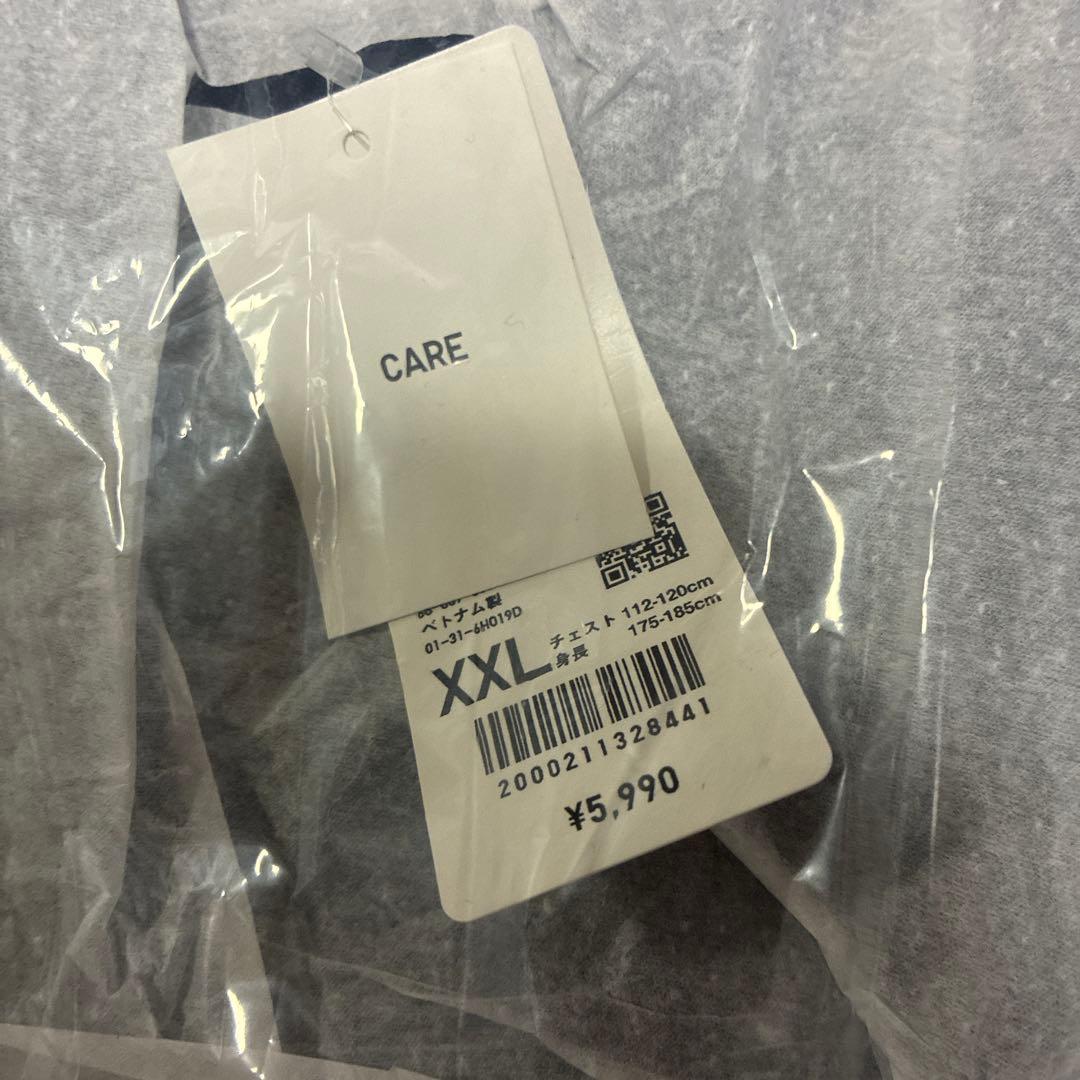 CARE
ベトナム製
01-31-6H019D
XXL
チェスト 112-120cm
身長 175-185cm
2000211328441
¥5,990